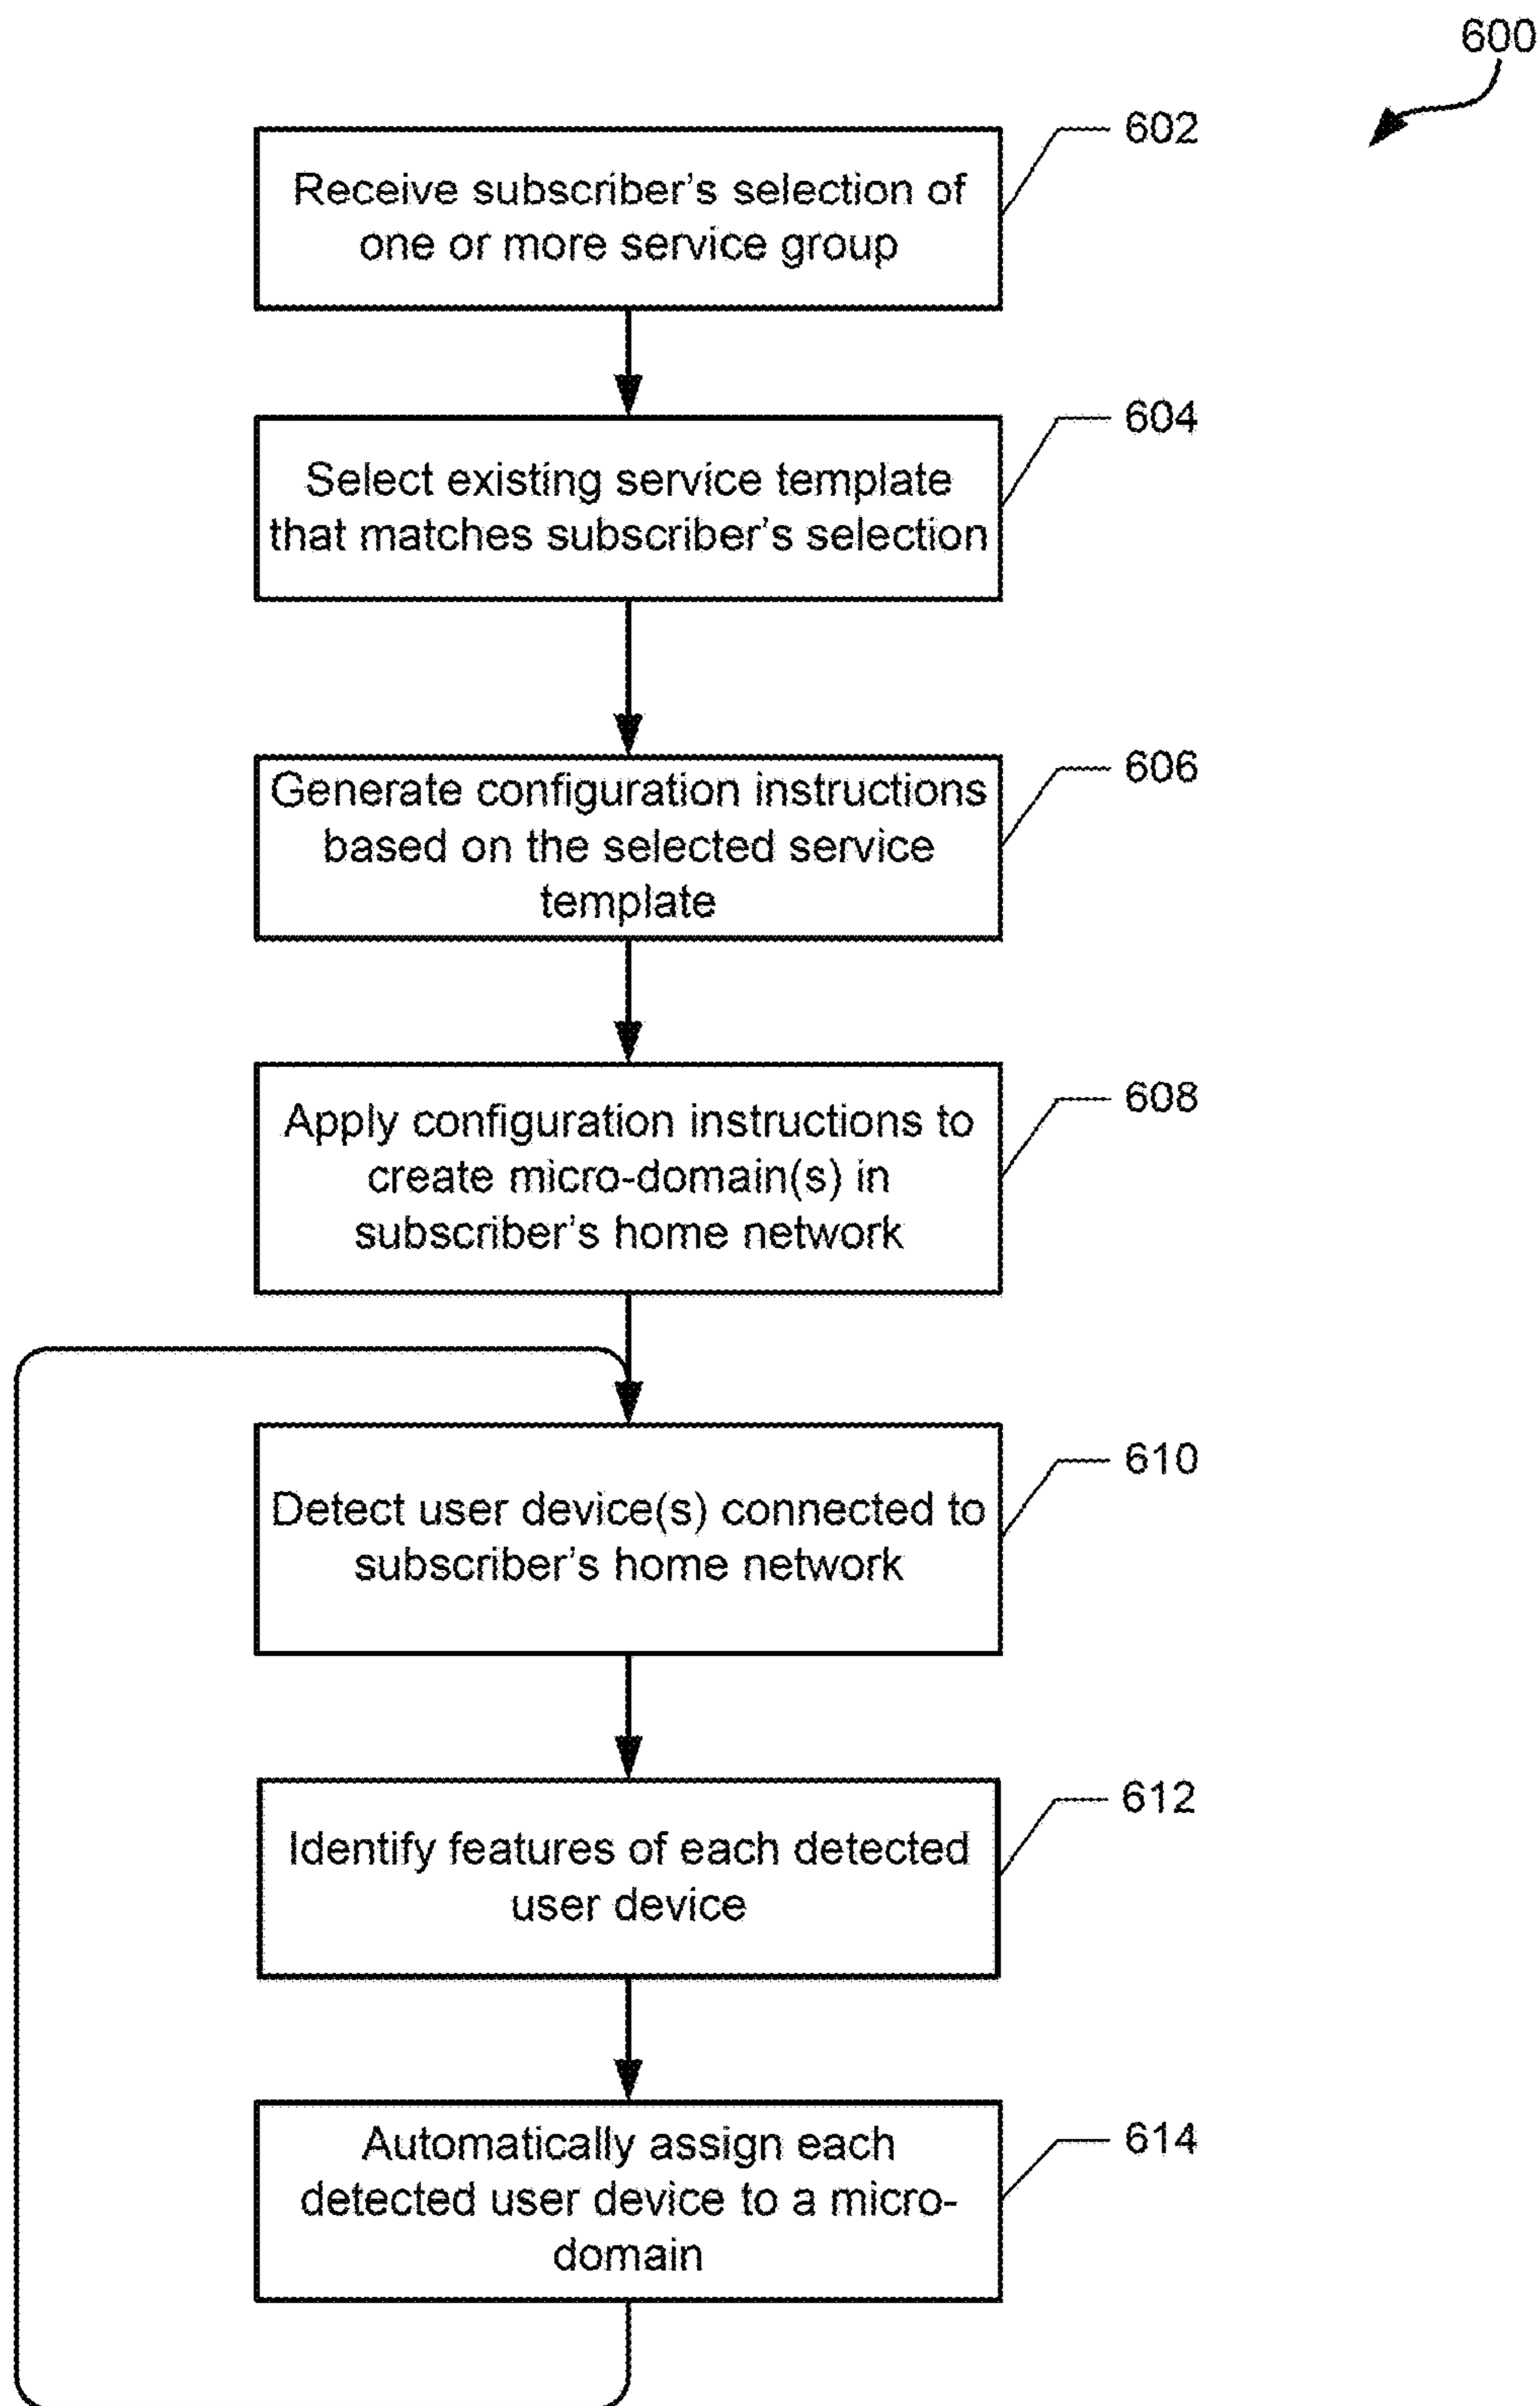 600
602
Receive subscriber's selection of
one or more service group
604
Select existing service template
that matches subscriber's selection
606
Generate configuration instructions
based on the selected service
template
608
Apply configuration instructions to
create micro-domain(s) in
subscriber's home network
610
Detect user device(s) connected to
subscriber's home network
612
Identify features of each detected
user device
614
Automatically assign each
detected user device to a micro-
domain